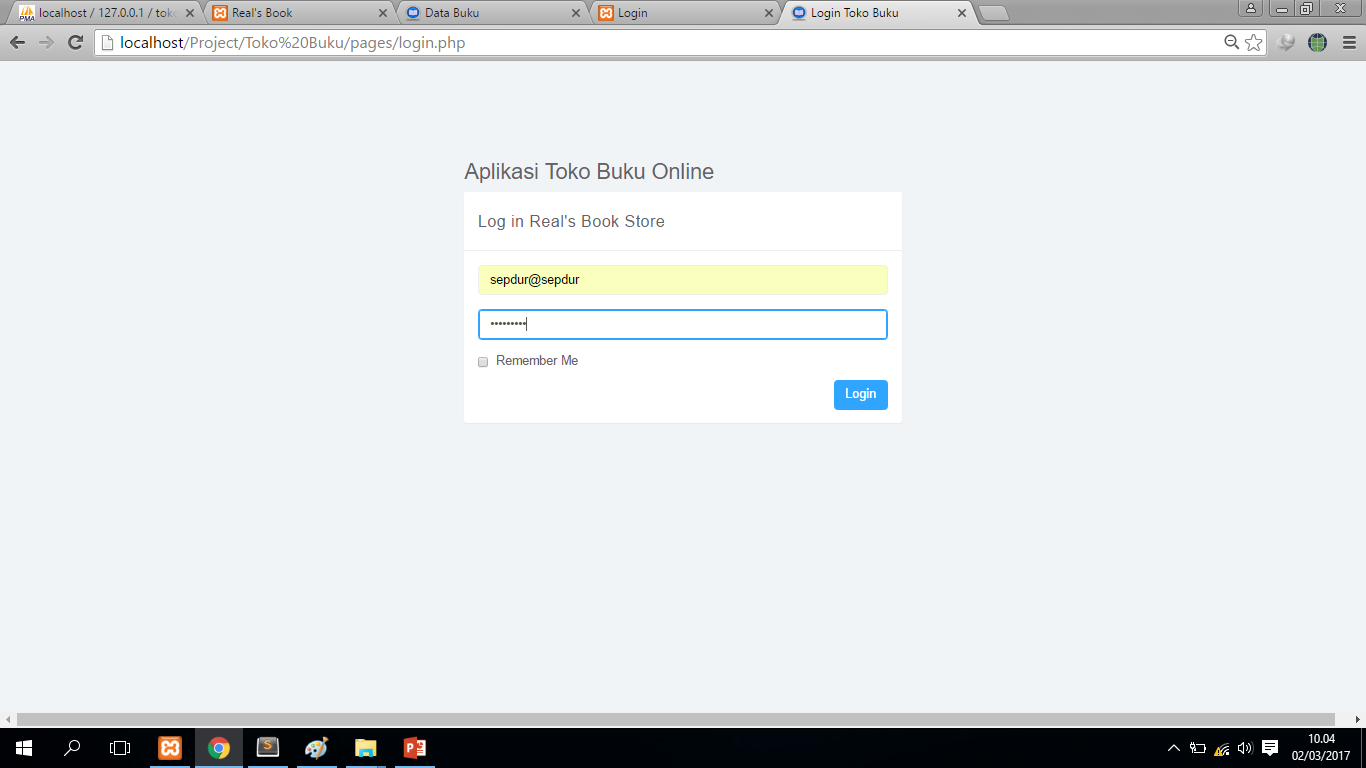 localhost / 127.0.0.1 / toko
Real's Book
Data Buku
Login
Login Toko Buku
localhost/Project/Toko%20Buku/pages/login.php
Aplikasi Toko Buku Online
Log in Real's Book Store
sepdur@sepdur
•••••••••
Remember Me
Login
10.04
02/03/2017